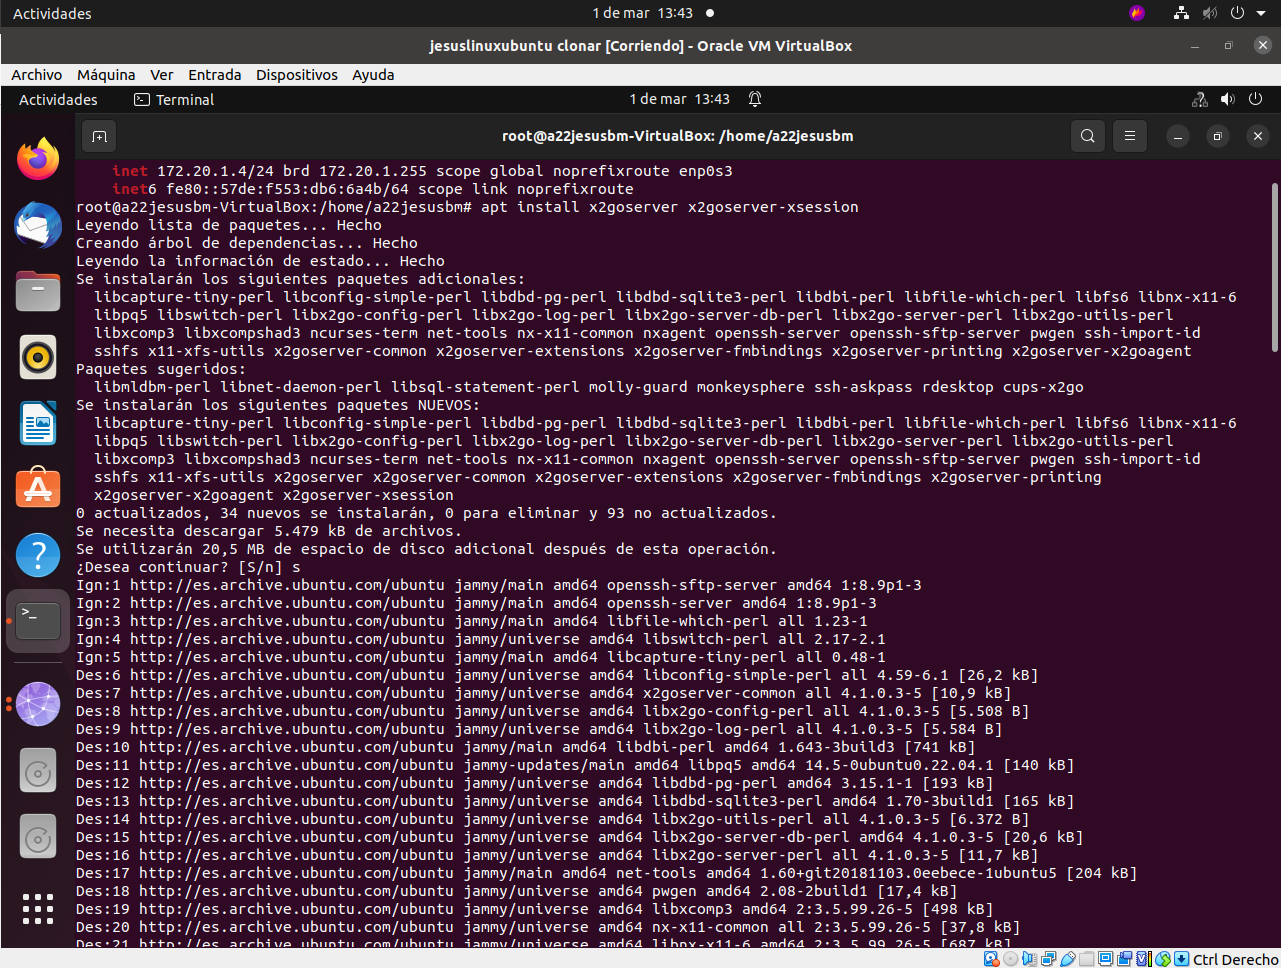 Actividades
1 de mar 13:43
jesuslinuxubuntu clonar [Corriendo] - Oracle VM VirtualBox
Archivo Máquina Ver Entrada Dispositivos Ayuda
Actividades
Terminal
1 de mar 13:43
root@a22jesusbm-VirtualBox: /home/a22jesusbm
inet 172.20.1.4/24 brd 172.20.1.255 scope global noprefixroute enp0s3
inet6 fe80::57de:f553:db6:6a4b/64 scope link noprefixroute
root@a22jesusbm-VirtualBox:/home/a22jesusbm# apt install x2goserver x2goserver-xsession
Leyendo lista de paquetes... Hecho
Creando árbol de dependencias... Hecho
Leyendo la información de estado... Hecho
Se instalarán los siguientes paquetes adicionales:
libcapture-tiny-perl libconfig-simple-perl libdbd-pg-perl libdbd-sqlite3-perl libdbi-perl libfile-which-perl libfs6 libnx-x11-6
libpq5 libswitch-perl libx2go-config-perl libx2go-log-perl libx2go-server-db-perl libx2go-server-perl libx2go-utils-perl
libxcomp3 libxcompshad3 ncurses-term net-tools nx-x11-common nxagent openssh-server openssh-sftp-server pwgen ssh-import-id
sshfs x11-xfs-utils x2goserver-common x2goserver-extensions x2goserver-fmbindings x2goserver-printing x2goserver-x2goagent
Paquetes sugeridos:
libmldbm-perl libnet-daemon-perl libsql-statement-perl molly-guard monkeysphere ssh-askpass rdesktop cups-x2go
Se instalarán los siguientes paquetes NUEVOS:
libcapture-tiny-perl libconfig-simple-perl libdbd-pg-perl libdbd-sqlite3-perl libdbi-perl libfile-which-perl libfs6 libnx-x11-6
libpq5 libswitch-perl libx2go-config-perl libx2go-log-perl libx2go-server-db-perl libx2go-server-perl libx2go-utils-perl
libxcomp3 libxcompshad3 ncurses-term net-tools nx-x11-common nxagent openssh-server openssh-sftp-server pwgen ssh-import-id
sshfs x11-xfs-utils x2goserver x2goserver-common x2goserver-extensions x2goserver-fmbindings x2goserver-printing
x2goserver-x2goagent x2goserver-xsession
0 actualizados, 34 nuevos se instalarán, 0 para eliminar y 93 no actualizados.
Se necesita descargar 5.479 kB de archivos.
Se utilizarán 20,5 MB de espacio de disco adicional después de esta operación.
¿Desea continuar? [S/n] s
Ign:1 http://es.archive.ubuntu.com/ubuntu jammy/main amd64 openssh-sftp-server amd64 1:8.9p1-3
Ign:2 http://es.archive.ubuntu.com/ubuntu jammy/main amd64 openssh-server amd64 1:8.9p1-3
Ign:3 http://es.archive.ubuntu.com/ubuntu jammy/main amd64 libfile-which-perl all 1.23-1
Ign:4 http://es.archive.ubuntu.com/ubuntu jammy/universe amd64 libswitch-perl all 2.17-2.1
Ign:5 http://es.archive.ubuntu.com/ubuntu jammy/main amd64 libcapture-tiny-perl all 0.48-1
Des:6 http://es.archive.ubuntu.com/ubuntu jammy/universe amd64 libconfig-simple-perl all 4.59-6.1 [26,2 kB]
Des:7 http://es.archive.ubuntu.com/ubuntu jammy/universe amd64 x2goserver-common all 4.1.0.3-5 [10,9 kB]
Des:8 http://es.archive.ubuntu.com/ubuntu jammy/universe amd64 libx2go-config-perl all 4.1.0.3-5 [5.508 B]
Des:9 http://es.archive.ubuntu.com/ubuntu jammy/universe amd64 libx2go-log-perl all 4.1.0.3-5 [5.584 B]
Des:10 http://es.archive.ubuntu.com/ubuntu jammy/main amd64 libdbi-perl amd64 1.643-3build3 [741 kB]
Des:11 http://es.archive.ubuntu.com/ubuntu jammy-updates/main amd64 libpq5 amd64 14.5-0ubuntu0.22.04.1 [140 kB]
Des:12 http://es.archive.ubuntu.com/ubuntu jammy/universe amd64 libdbd-pg-perl amd64 3.15.1-1 [193 kB]
Des:13 http://es.archive.ubuntu.com/ubuntu jammy/universe amd64 libdbd-sqlite3-perl amd64 1.70-3build1 [165 kB]
Des:14 http://es.archive.ubuntu.com/ubuntu jammy/universe amd64 libx2go-utils-perl all 4.1.0.3-5 [6.372 B]
Des:15 http://es.archive.ubuntu.com/ubuntu jammy/universe amd64 libx2go-server-db-perl amd64 4.1.0.3-5 [20,6 kB]
Des:16 http://es.archive.ubuntu.com/ubuntu jammy/universe amd64 libx2go-server-perl all 4.1.0.3-5 [11,7 kB]
Des:17 http://es.archive.ubuntu.com/ubuntu jammy/main amd64 net-tools amd64 1.60+git20181103.0eebece-1ubuntu5 [204 kB]
Des:18 http://es.archive.ubuntu.com/ubuntu jammy/universe amd64 pwgen amd64 2.08-2build1 [17,4 kB]
Des:19 http://es.archive.ubuntu.com/ubuntu jammy/universe amd64 libxcomp3 amd64 2:3.5.99.26-5 [498 kB]
Des:20 http://es.archive.ubuntu.com/ubuntu jammy/universe amd64 nx-x11-common all 2:3.5.99.26-5 [37,8 kB]
Des:21 http://es.archive.ubuntu.com/ubuntu jammy/universe amd64 libnx-x11-6 amd64 2:3.5.99.26-5 [687 kB]
Ctrl Derecho